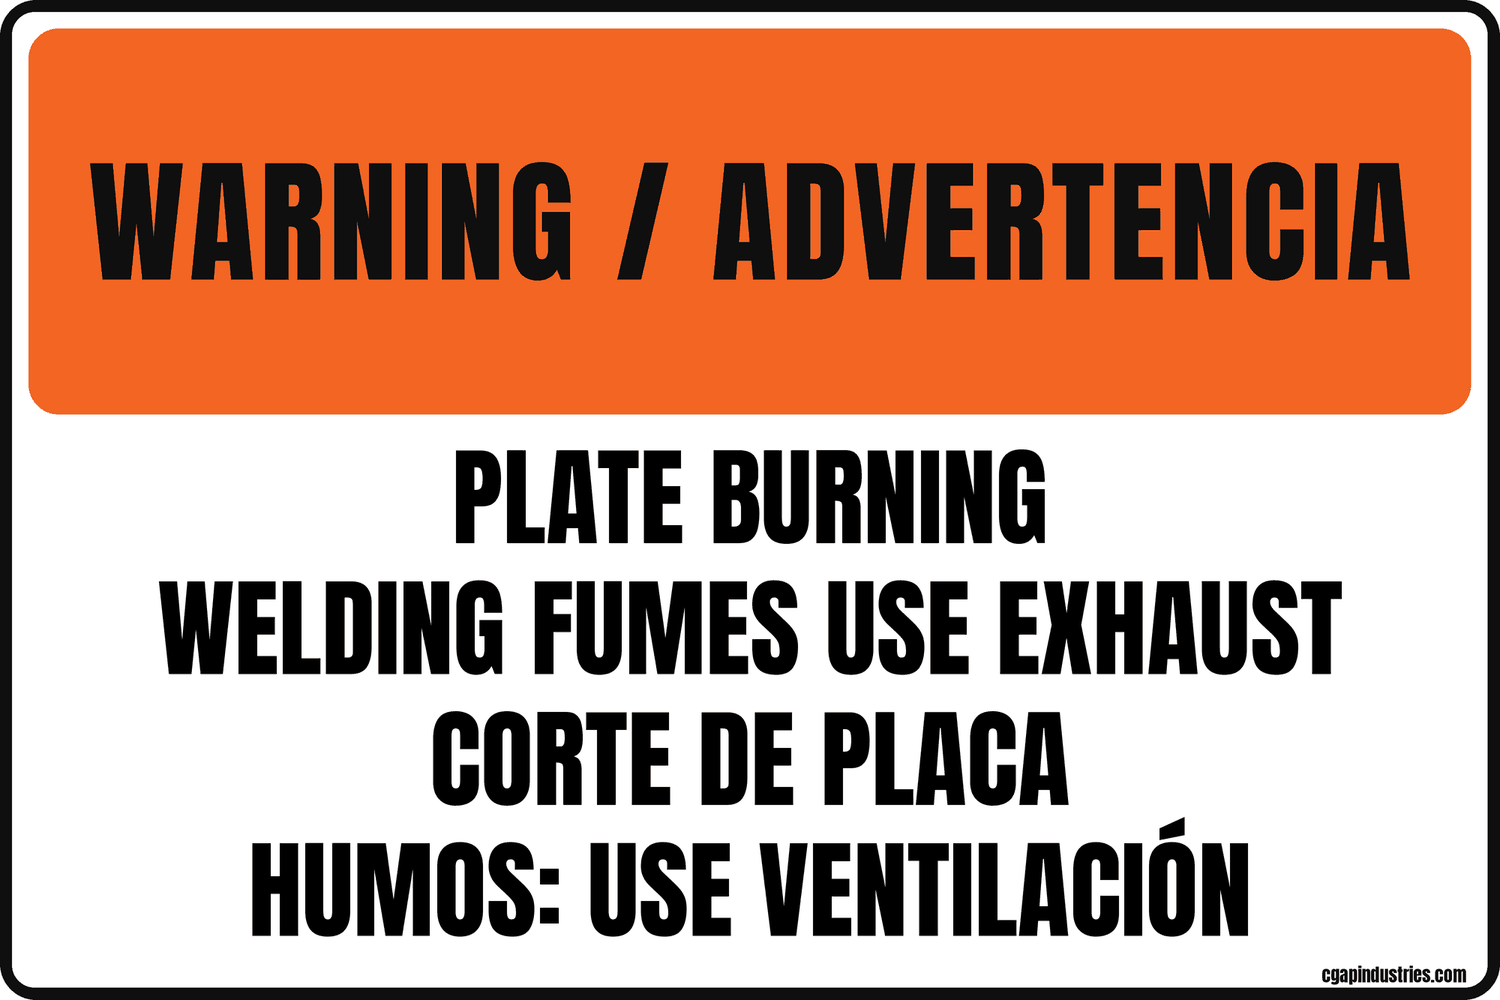 WARNING / ADVERTENCIA
PLATE BURNING
WELDING FUMES USE EXHAUST
CORTE DE PLACA
HUMOS: USE VENTILACIÓN
cgapindustries.com